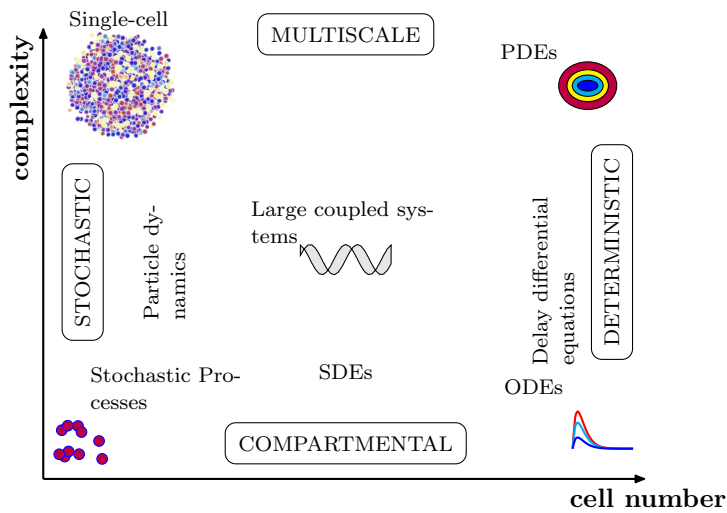 Single-cell
MULTISCALE
PDEs
complexity
STOCHASTIC
Particle dy-
namics
Large coupled sys-
tems
Delay differential
equations
DETERMINISTIC
Stochastic Pro-
cesses
SDEs
ODEs
COMPARTMENTAL
cell number